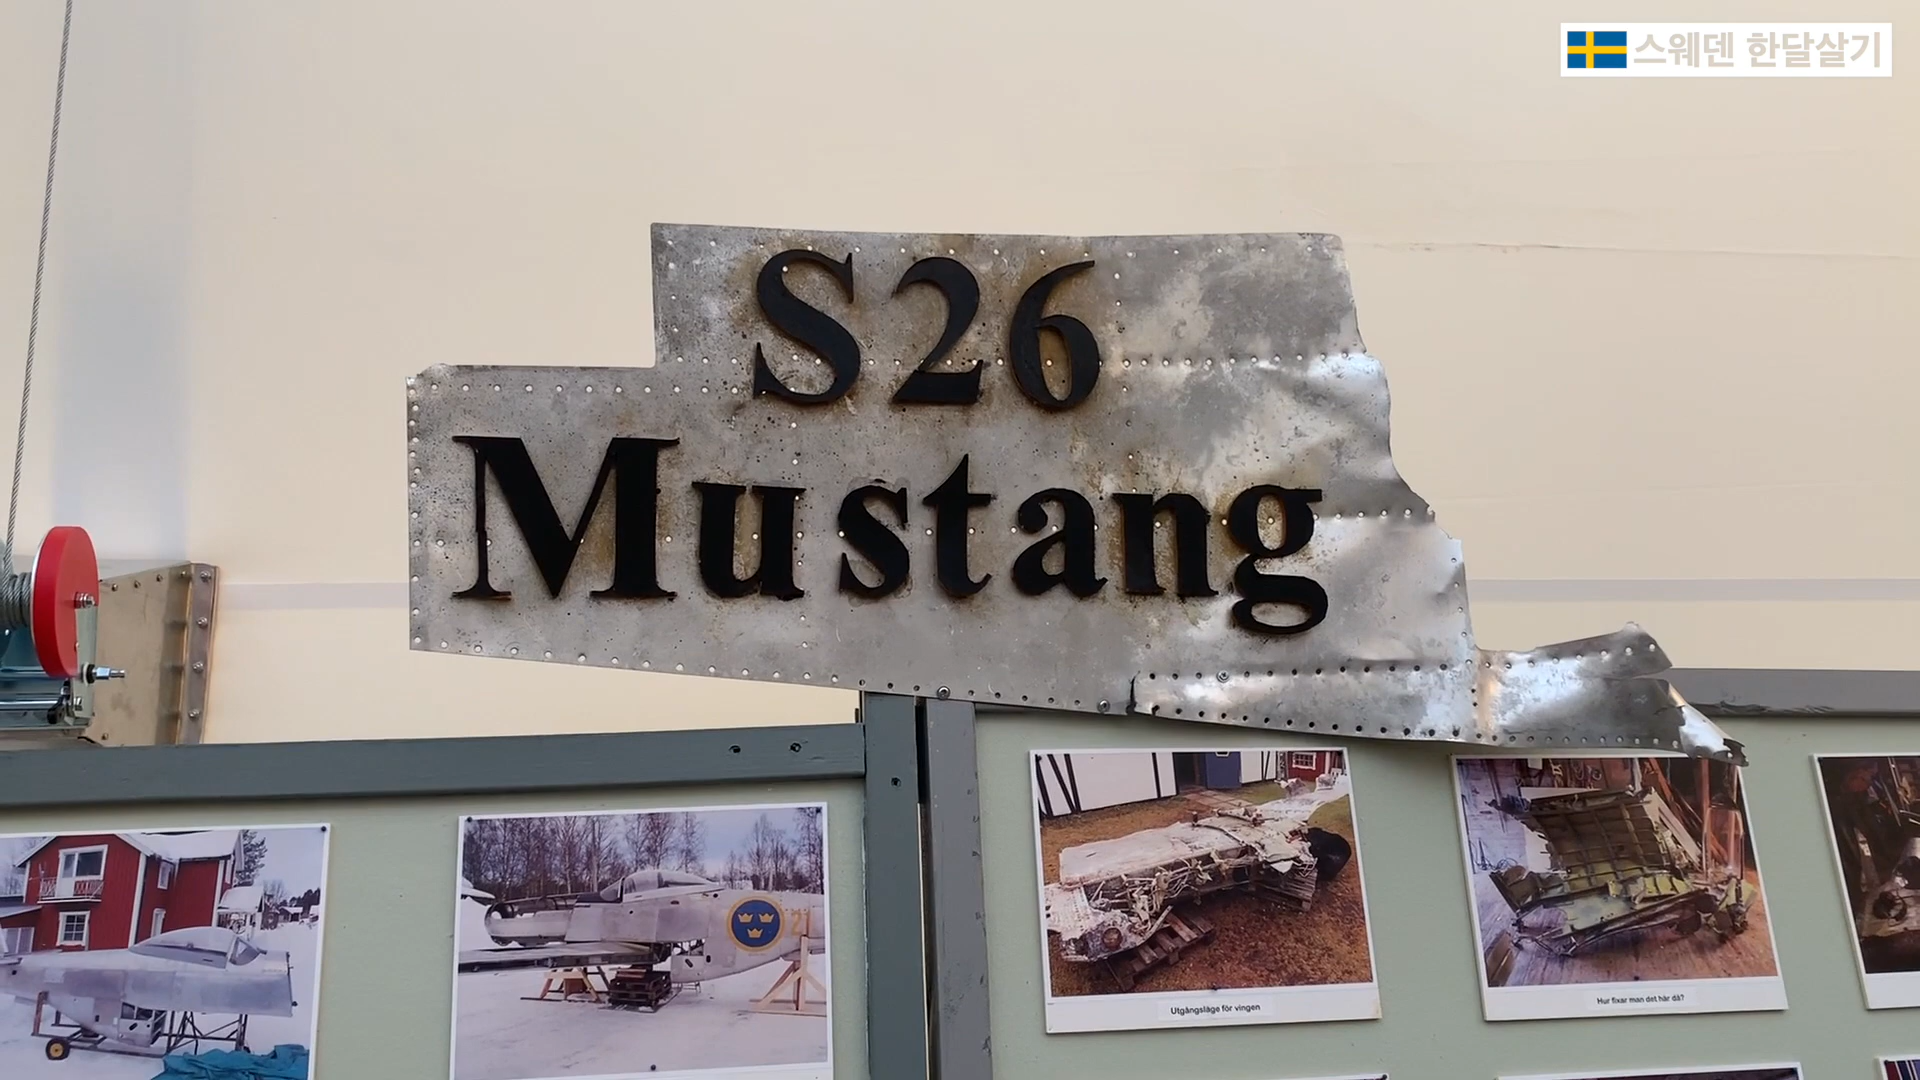 스웨덴 한달살기
S26
Mustang
Utgångsläge för vingen
Hur fixar man det här då?